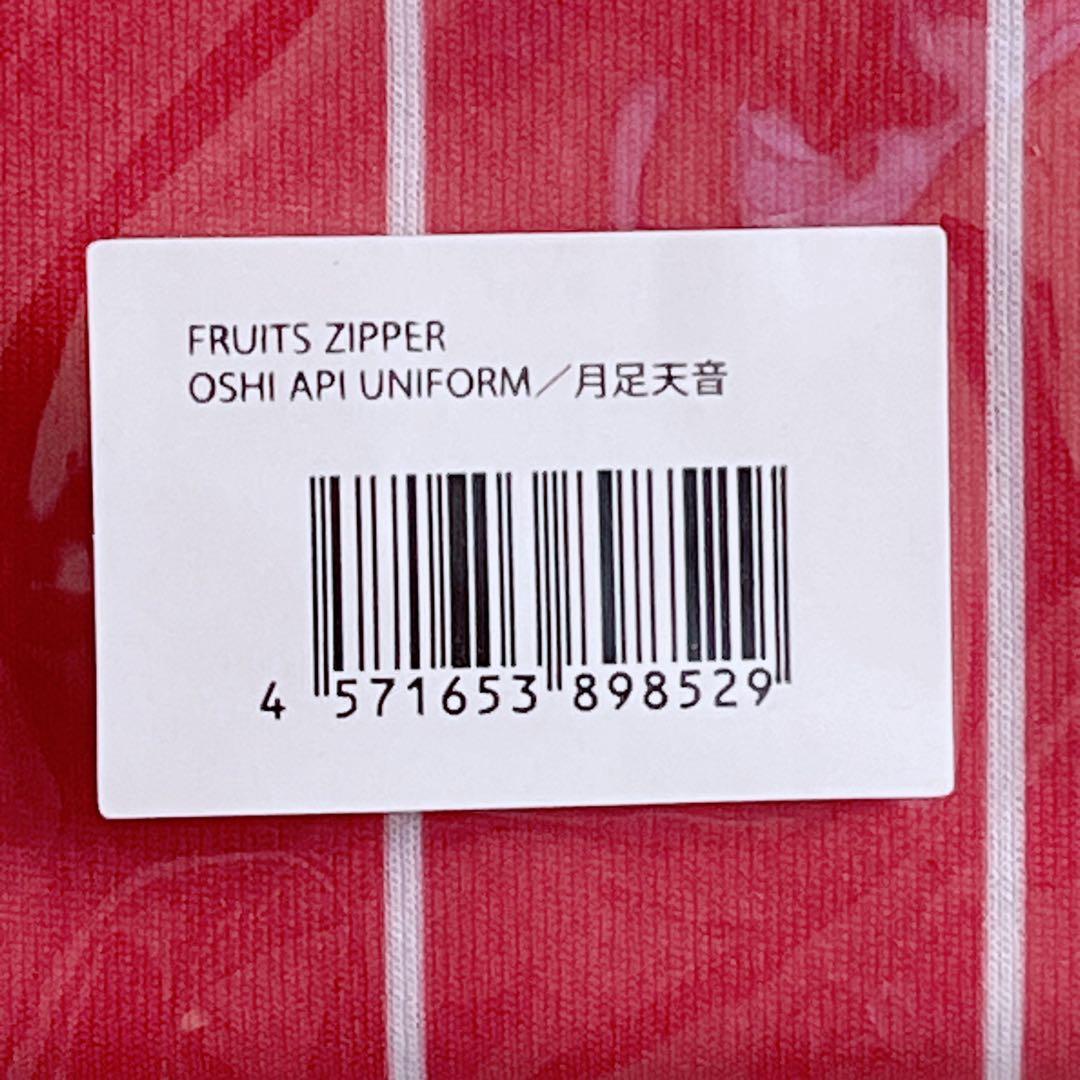 FRUITS ZIPPER
OSHI API UNIFORM／月足天音
4 571653 898529